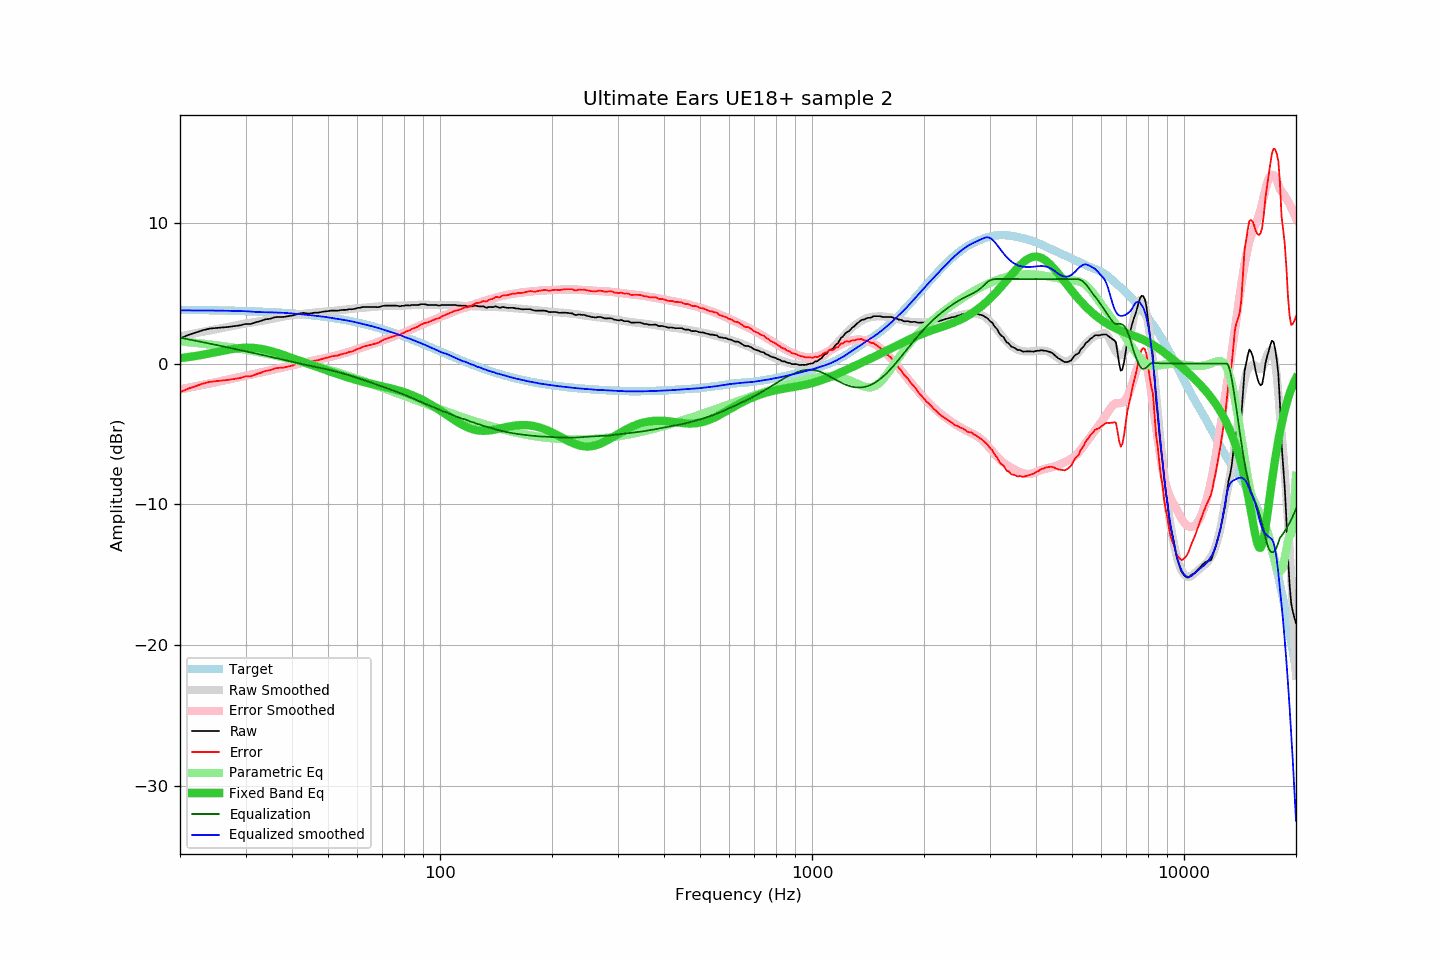 Ultimate Ears UE18+ sample 2
Amplitude (dBr)
10
0
−10
−20
−30
Target
Raw Smoothed
Error Smoothed
Raw
Error
Parametric Eq
Fixed Band Eq
Equalization
Equalized smoothed
100
1000
10000
Frequency (Hz)